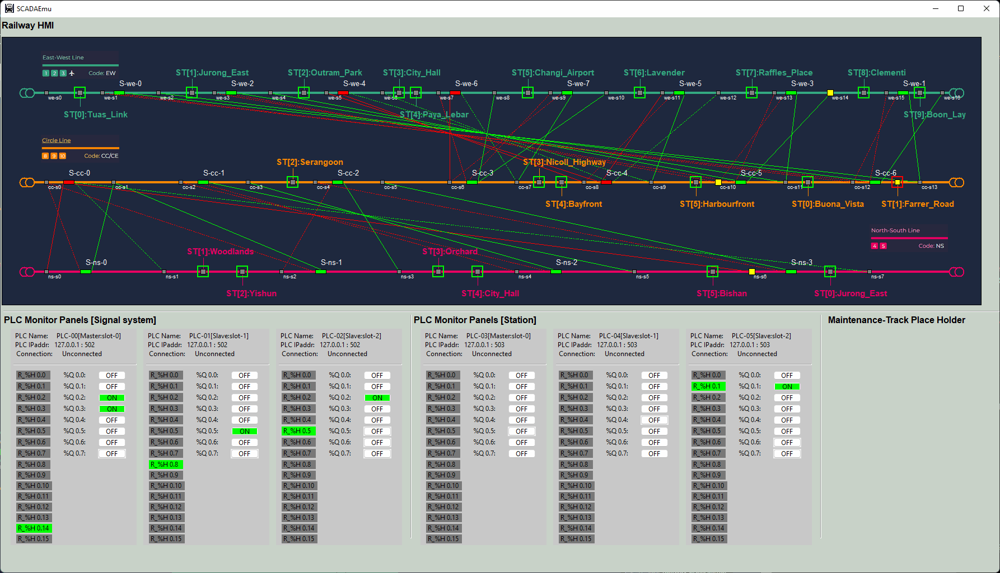 SCADAEmu
Railway HMI
East-West Line
1 2 3 Code: EW
ST[1]:Jurong_East ST[2]:Outram_Park ST[3]:City_Hall ST[5]:Changi_Airport ST[6]:Lavender ST[7]:Raffles_Place ST[8]:Clementi
S-we-0 S-we-2 S-we-4 S-we-6 S-we-7 S-we-5 S-we-3 S-we-1
we-s0 we-s1 we-s2 we-s3 we-s4 we-s5 we-s6 we-s7 we-s8 we-s9 we-s10 we-s11 we-s12 we-s13 we-s14 we-s15 we-s16
ST[0]:Tuas_Link ST[4]:Paya_Lebar ST[9]:Boon_Lay
Circle Line
8 9 10 Code: CC/CE
ST[2]:Serangoon ST[3]:Nicoll_Highway
S-cc-0 S-cc-1 S-cc-2 S-cc-3 S-cc-4 S-cc-5 S-cc-6
cc-s0 cc-s1 cc-s2 cc-s3 cc-s4 cc-s5 cc-s6 cc-s7 cc-s8 cc-s9 cc-s10 cc-s11 cc-s12 cc-s13
ST[4]:Bayfront ST[5]:Harbourfront ST[0]:Buona_Vista ST[1]:Farrer_Road
North-South Line
4 5 Code: NS
ST[1]:Woodlands ST[3]:Orchard
S-ns-0 S-ns-1 S-ns-2 S-ns-3
ns-s0 ns-s1 ns-s2 ns-s3 ns-s4 ns-s5 ns-s6 ns-s7
ST[2]:Yishun ST[4]:City_Hall ST[5]:Bishan ST[0]:Jurong_East
PLC Monitor Panels [Signal system] PLC Monitor Panels [Station] Maintenance-Track Place Holder
PLC Name: PLC-00[Master:slot-0] PLC Name: PLC-01[Slave:slot-1] PLC Name: PLC-02[Slave:slot-2] PLC Name: PLC-03[Master:slot-0] PLC Name: PLC-04[Slave:slot-1] PLC Name: PLC-05[Slave:slot-2]
PLC IPaddr: 127.0.0.1 : 502 PLC IPaddr: 127.0.0.1 : 502 PLC IPaddr: 127.0.0.1 : 502 PLC IPaddr: 127.0.0.1 : 503 PLC IPaddr: 127.0.0.1 : 503 PLC IPaddr: 127.0.0.1 : 503
Connection: Unconnected Connection: Unconnected Connection: Unconnected Connection: Unconnected Connection: Unconnected Connection: Unconnected
R_%H 0.0 %Q 0.0: OFF R_%H 0.0 %Q 0.0: OFF R_%H 0.0 %Q 0.0: OFF R_%H 0.0 %Q 0.0: OFF R_%H 0.0 %Q 0.0: OFF R_%H 0.0 %Q 0.0: OFF
R_%H 0.1 %Q 0.1: OFF R_%H 0.1 %Q 0.1: OFF R_%H 0.1 %Q 0.1: OFF R_%H 0.1 %Q 0.1: OFF R_%H 0.1 %Q 0.1: OFF R_%H 0.1 %Q 0.1: ON
R_%H 0.2 %Q 0.2: ON R_%H 0.2 %Q 0.2: OFF R_%H 0.2 %Q 0.2: ON R_%H 0.2 %Q 0.2: OFF R_%H 0.2 %Q 0.2: OFF R_%H 0.2 %Q 0.2: OFF
R_%H 0.3 %Q 0.3: ON R_%H 0.3 %Q 0.3: OFF R_%H 0.3 %Q 0.3: OFF R_%H 0.3 %Q 0.3: OFF R_%H 0.3 %Q 0.3: OFF R_%H 0.3 %Q 0.3: OFF
R_%H 0.4 %Q 0.4: OFF R_%H 0.4 %Q 0.4: OFF R_%H 0.4 %Q 0.4: OFF R_%H 0.4 %Q 0.4: OFF R_%H 0.4 %Q 0.4: OFF R_%H 0.4 %Q 0.4: OFF
R_%H 0.5 %Q 0.5: OFF R_%H 0.5 %Q 0.5: ON R_%H 0.5 %Q 0.5: OFF R_%H 0.5 %Q 0.5: OFF R_%H 0.5 %Q 0.5: OFF R_%H 0.5 %Q 0.5: OFF
R_%H 0.6 %Q 0.6: OFF R_%H 0.6 %Q 0.6: OFF R_%H 0.6 %Q 0.6: OFF R_%H 0.6 %Q 0.6: OFF R_%H 0.6 %Q 0.6: OFF R_%H 0.6 %Q 0.6: OFF
R_%H 0.7 %Q 0.7: OFF R_%H 0.7 %Q 0.7: OFF R_%H 0.7 %Q 0.7: OFF R_%H 0.7 %Q 0.7: OFF R_%H 0.7 %Q 0.7: OFF R_%H 0.7 %Q 0.7: OFF
R_%H 0.8 R_%H 0.8 R_%H 0.8 R_%H 0.8 R_%H 0.8 R_%H 0.8
R_%H 0.9 R_%H 0.9 R_%H 0.9 R_%H 0.9 R_%H 0.9 R_%H 0.9
R_%H 0.10 R_%H 0.10 R_%H 0.10 R_%H 0.10 R_%H 0.10 R_%H 0.10
R_%H 0.11 R_%H 0.11 R_%H 0.11 R_%H 0.11 R_%H 0.11 R_%H 0.11
R_%H 0.12 R_%H 0.12 R_%H 0.12 R_%H 0.12 R_%H 0.12 R_%H 0.12
R_%H 0.13 R_%H 0.13 R_%H 0.13 R_%H 0.13 R_%H 0.13 R_%H 0.13
R_%H 0.14 R_%H 0.14 R_%H 0.14 R_%H 0.14 R_%H 0.14 R_%H 0.14
R_%H 0.15 R_%H 0.15 R_%H 0.15 R_%H 0.15 R_%H 0.15 R_%H 0.15